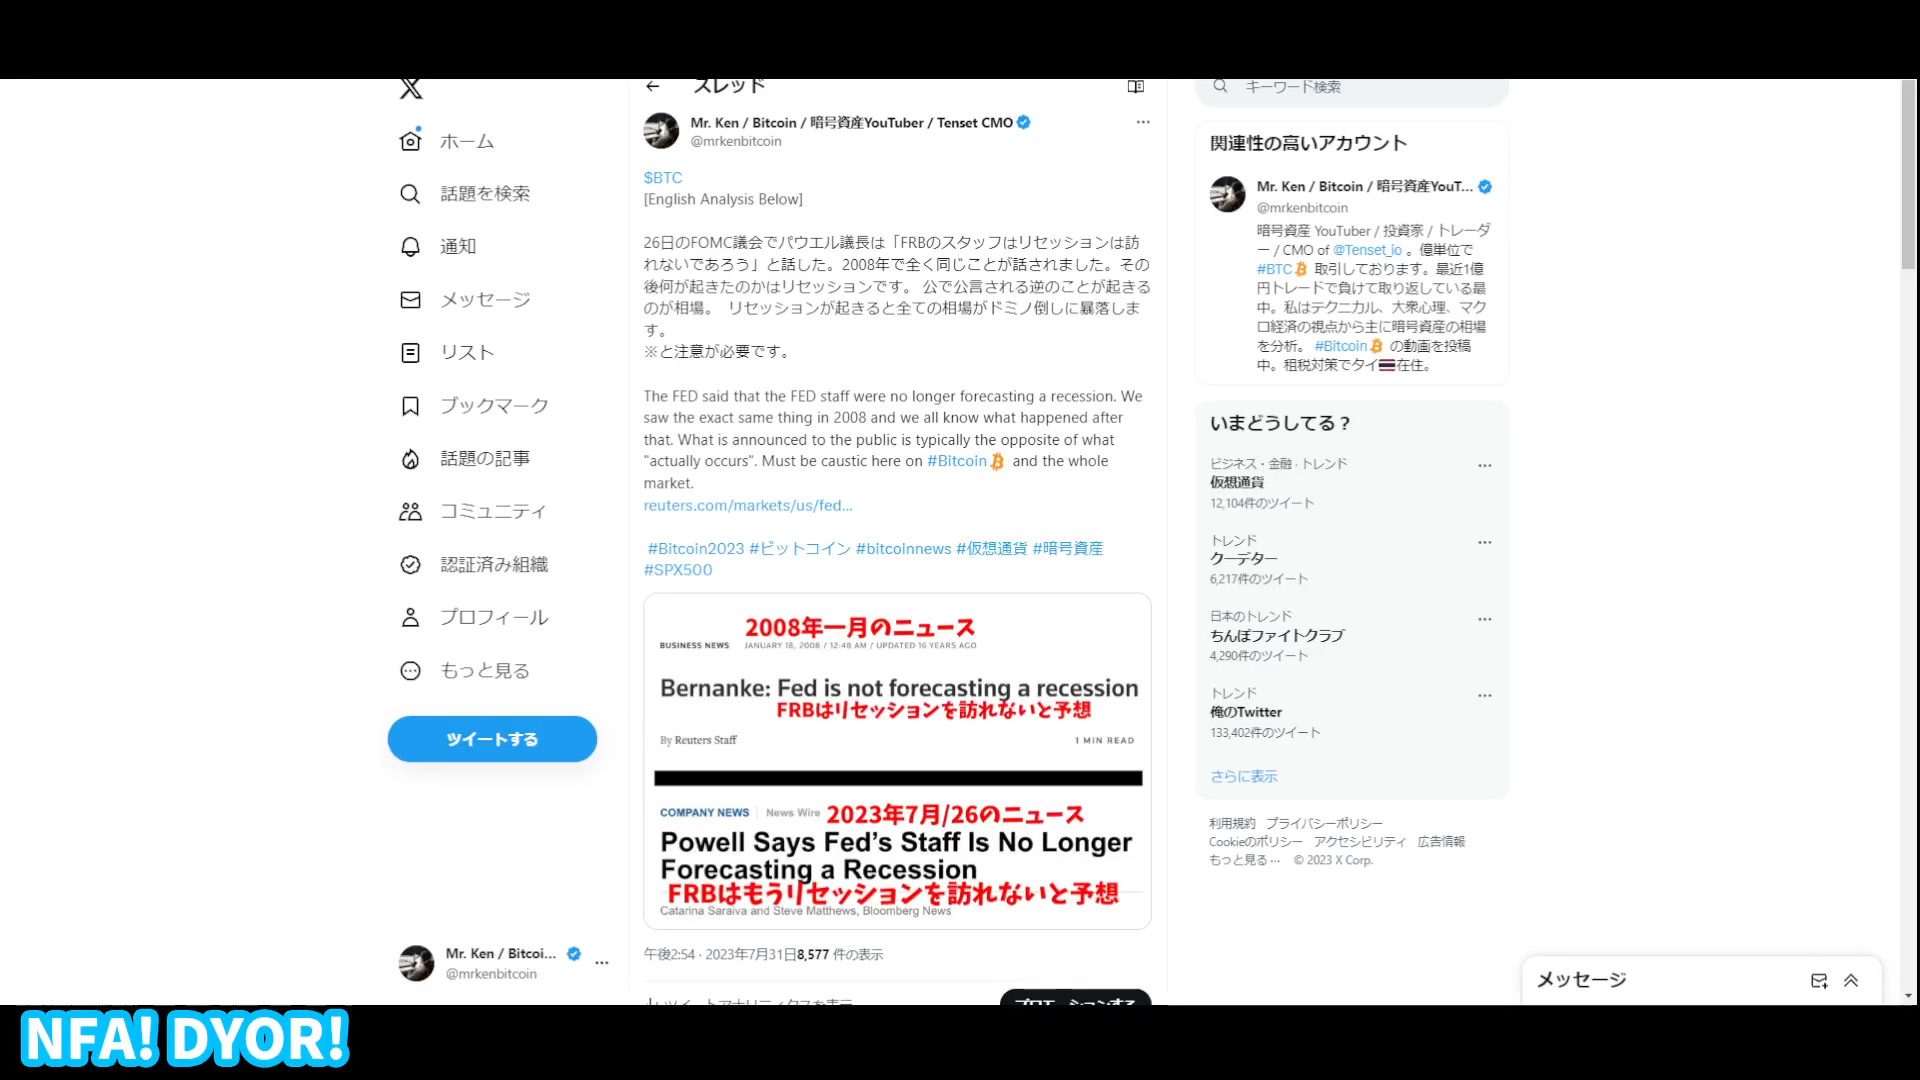 ホーム
話題を検索
通知
メッセージ
リスト
ブックマーク
話題の記事
コミュニティ
認証済み組織
プロフィール
もっと見る
ツイートする
Mr. Ken / Bitcoi...
@mrkenbitcoin
スレッド
Mr. Ken / Bitcoin / 暗号資産YouTuber / Tenset CMO
@mrkenbitcoin
$BTC
[English Analysis Below]
26日のFOMC議会でパウエル議長は「FRBのスタッフはリセッションは訪
れないであろう」と話した。2008年で全く同じことが話されました。その
後何が起きたのかはリセッションです。 公で公言される逆のことが起きる
のが相場。 リセッションが起きると全ての相場がドミノ倒しに暴落しま
す。
※と注意が必要です。
The FED said that the FED staff were no longer forecasting a recession. We
saw the exact same thing in 2008 and we all know what happened after
that. What is announced to the public is typically the opposite of what
"actually occurs". Must be caustic here on #Bitcoin and the whole
market.
reuters.com/markets/us/fed...
#Bitcoin2023 #ビットコイン #bitcoinnews #仮想通貨 #暗号資産
#SPX500
2008年一月のニュース
BUSINESS NEWS JANUARY 18, 2008 / 12:48 AM / UPDATED 16 YEARS AGO
Bernanke: Fed is not forecasting a recession
FRBはリセッションを訪れないと予想
By Reuters Staff 1 MIN READ
COMPANY NEWS News Wire 2023年7月/26のニュース
Powell Says Fed's Staff Is No Longer
Forecasting a Recession
FRBはもうリセッションを訪れないと予想
Catarina Saraiva and Steve Matthews, Bloomberg News
午後2:54 · 2023年7月31日8,577 件の表示
ツイートアナリティクスを表示
プロモーションする
キーワード検索
関連性の高いアカウント
Mr. Ken / Bitcoin / 暗号資産YouT...
@mrkenbitcoin
暗号資産 YouTuber / 投資家 / トレーダ
ー / CMO of @Tenset_io 。億単位で
#BTC 取引しております。最近1億
円トレードで負けて取り返している最
中。私はテクニカル、大衆心理、マク
ロ経済の視点から主に暗号資産の相場
を分析。 #Bitcoin の動画を投稿
中。租税対策でタイ在住。
いまどうしてる？
ビジネス・金融 · トレンド
仮想通貨
12,104件のツイート
トレンド
クーデター
6,217件のツイート
日本のトレンド
ちんぽファイトクラブ
4,290件のツイート
トレンド
俺のTwitter
133,402件のツイート
さらに表示
利用規約 プライバシーポリシー
Cookieのポリシー アクセシビリティ 広告情報
もっと見る... © 2023 X Corp.
メッセージ
NFA! DYOR!